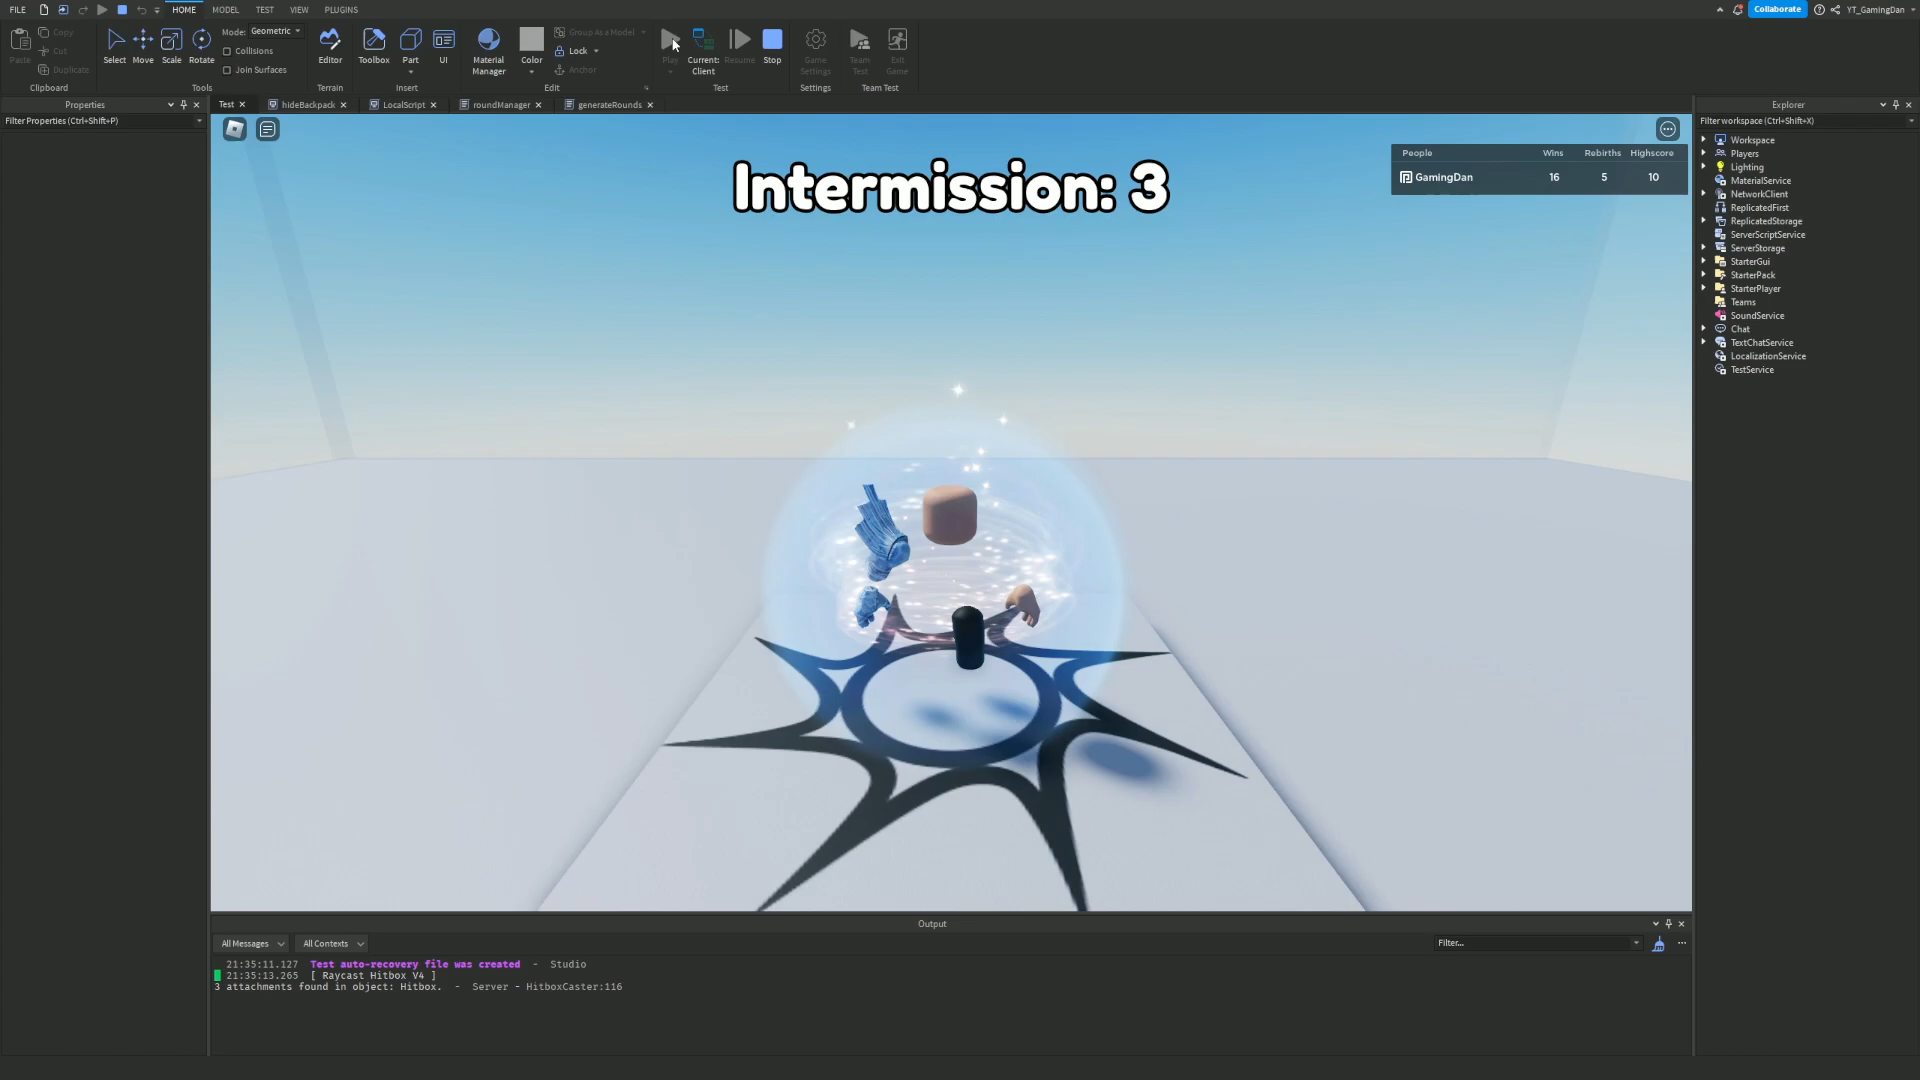 FILE
HOME
MODEL
TEST
VIEW
PLUGINS
Collaborate
YT_GamingDan
Paste
Copy
Cut
Duplicate
Clipboard
Select
Move
Scale
Rotate
Mode: Geometric
Collisions
Join Surfaces
Tools
Editor
Terrain
Toolbox
Part
UI
Insert
Material
Manager
Color
Group As a Model
Lock
Anchor
Edit
Play
Current:
Client
Resume
Stop
Test
Game
Settings
Settings
Team
Test
Exit
Game
Team Test
Properties
Filter Properties (Ctrl+Shift+P)
Test
hideBackpack
LocalScript
roundManager
generateRounds
Intermission: 3
People Wins Rebirths Highscore
GamingDan 16 5 10
Explorer
Filter workspace (Ctrl+Shift+X)
Workspace
Players
Lighting
MaterialService
NetworkClient
ReplicatedFirst
ReplicatedStorage
ServerScriptService
ServerStorage
StarterGui
StarterPack
StarterPlayer
Teams
SoundService
Chat
TextChatService
LocalizationService
TestService
Output
All Messages
All Contexts
Filter...
21:35:11.127 Test auto-recovery file was created - Studio
21:35:13.265 [ Raycast Hitbox V4 ]
3 attachments found in object: Hitbox. - Server - HitboxCaster:116